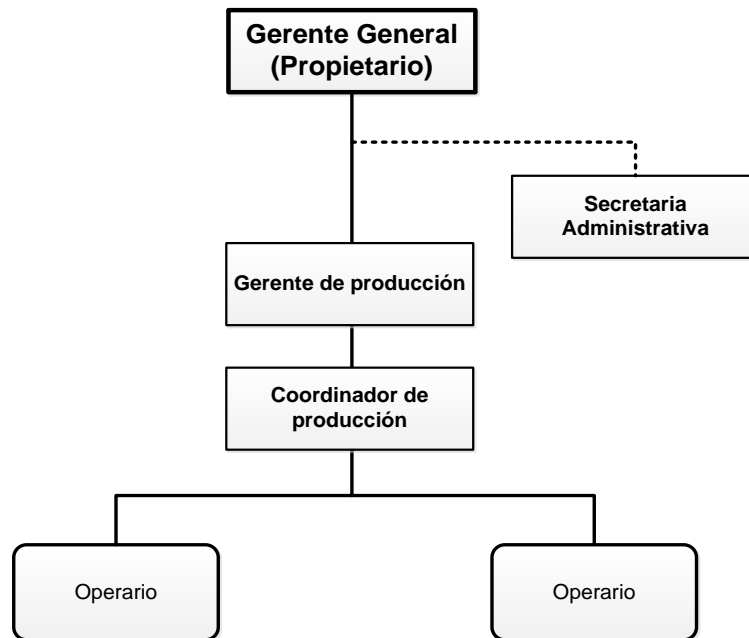 Gerente General
(Propietario)
Secretaria
Administrativa
Gerente de producción
Coordinador de
producción
Operario
Operario